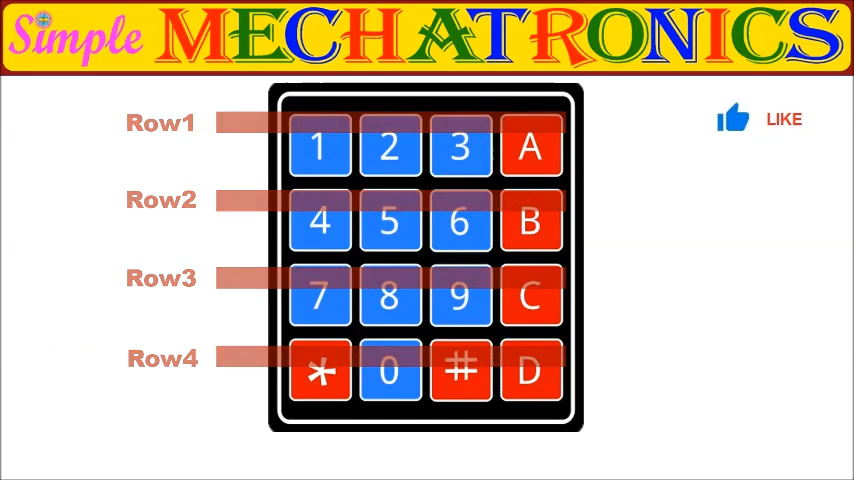 Simple MECHATRONICS
LIKE
Row1 1 2 3 A
Row2 4 5 6 B
Row3 7 8 9 C
Row4 * 0 # D